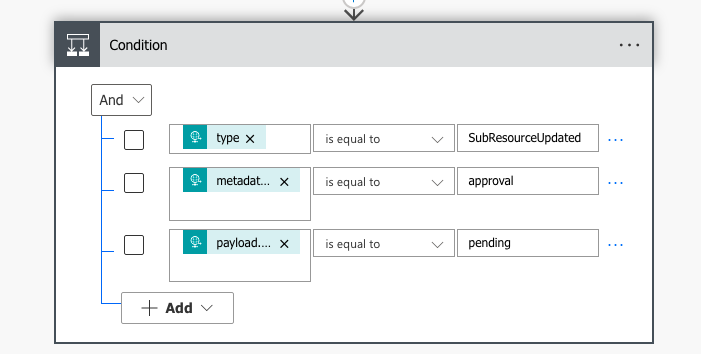 Condition
And
type is equal to SubResourceUpdated
metadat... is equal to approval
payload.... is equal to pending
Add